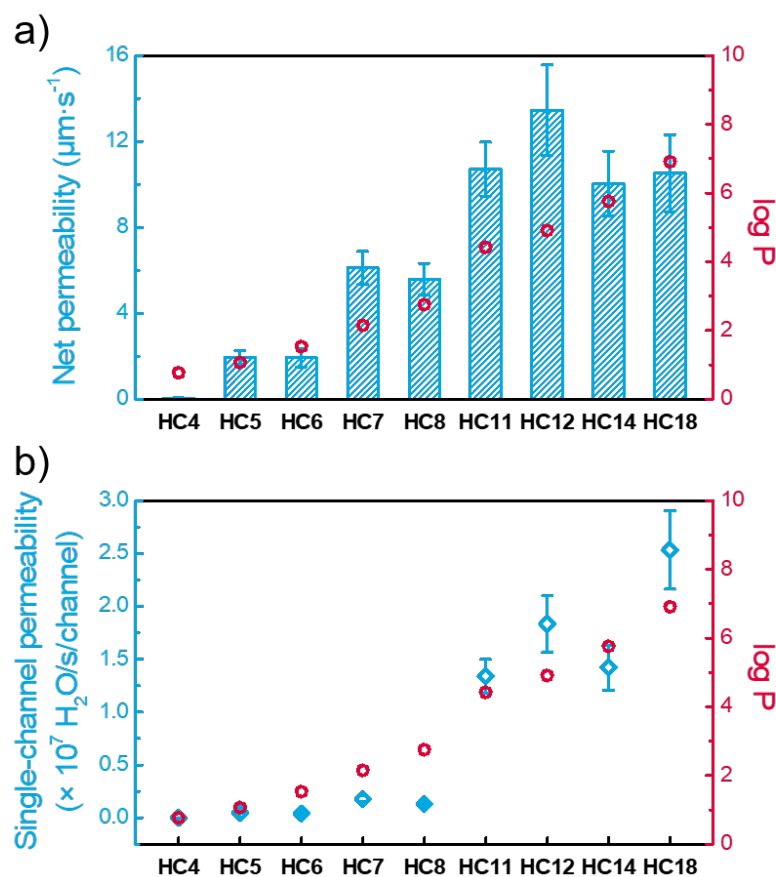 a)
Net permeability (μm·s⁻¹)
16
12
8
4
0
10
8
6
4
2
0
log P
HC4 HC5 HC6 HC7 HC8 HC11 HC12 HC14 HC18
b)
Single-channel permeability
(× 10⁷ H₂O/s/channel)
3.0
2.5
2.0
1.5
1.0
0.5
0.0
10
8
6
4
2
0
log P
HC4 HC5 HC6 HC7 HC8 HC11 HC12 HC14 HC18